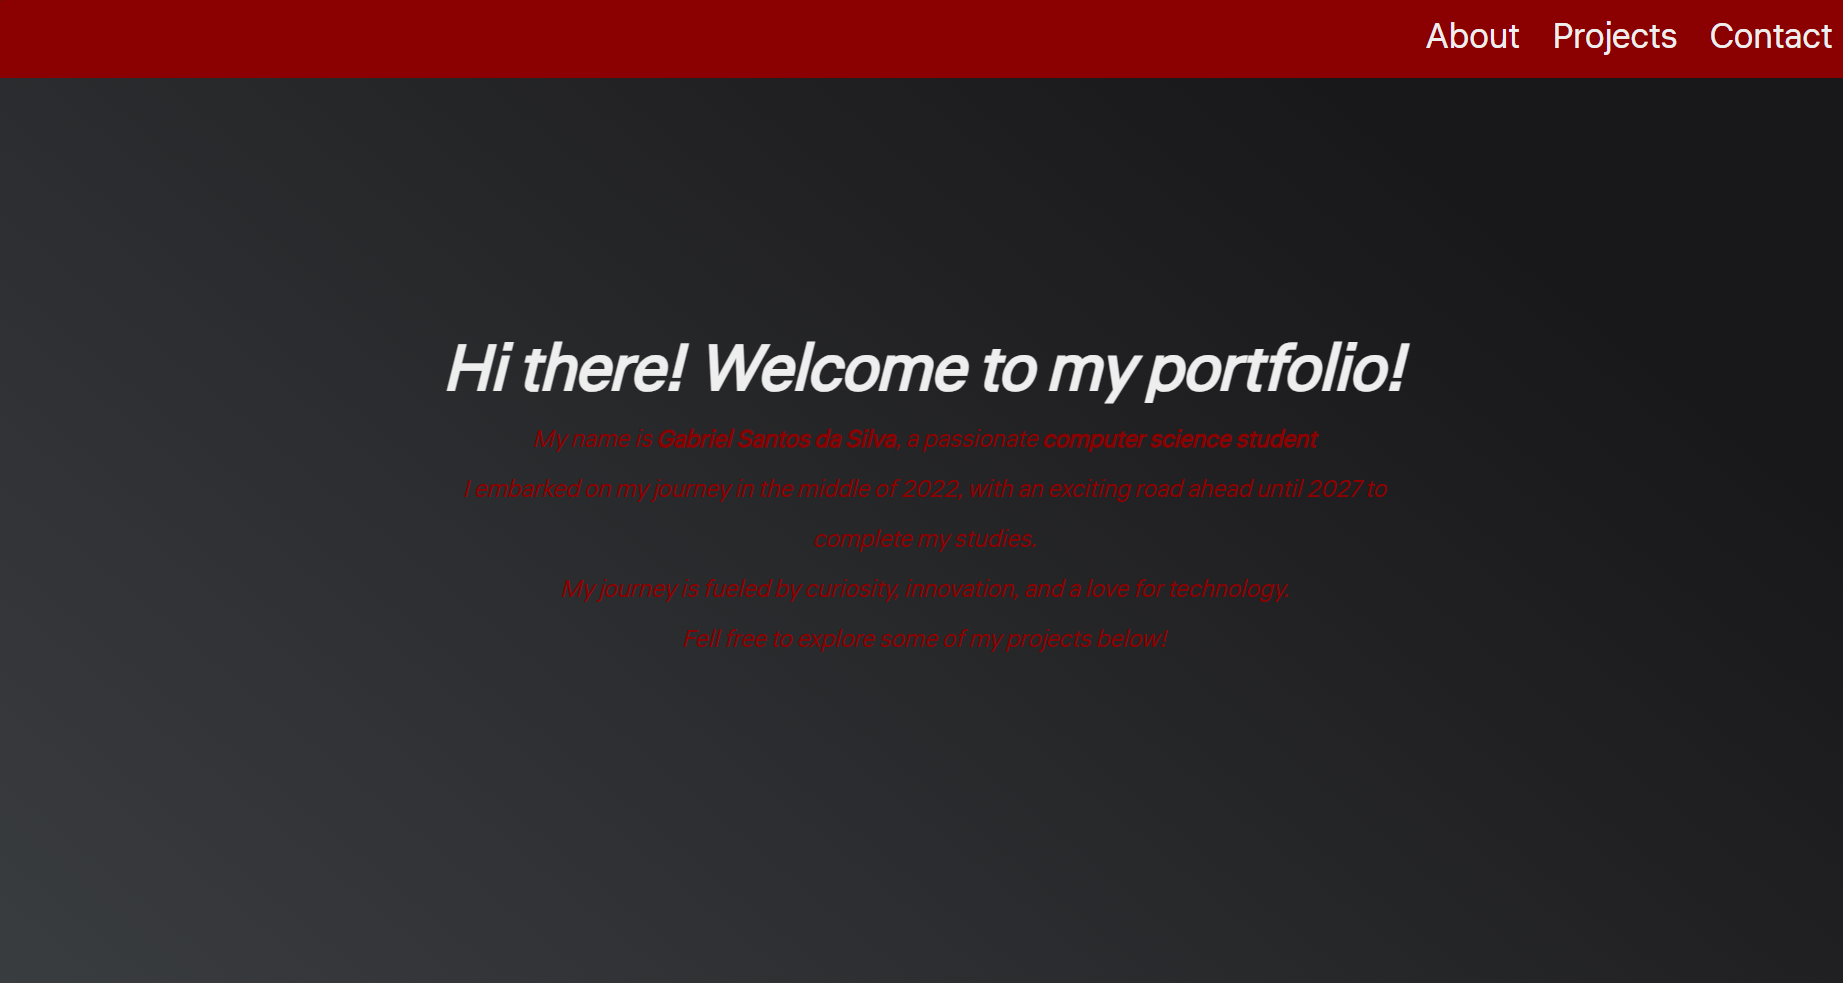 About Projects Contact
Hi there! Welcome to my portfolio!
My name is Gabriel Santos da Silva, a passionate computer science student
I embarked on my journey in the middle of 2022, with an exciting road ahead until 2027 to
complete my studies.
My journey is fueled by curiosity, innovation, and a love for technology.
Fell free to explore some of my projects below!